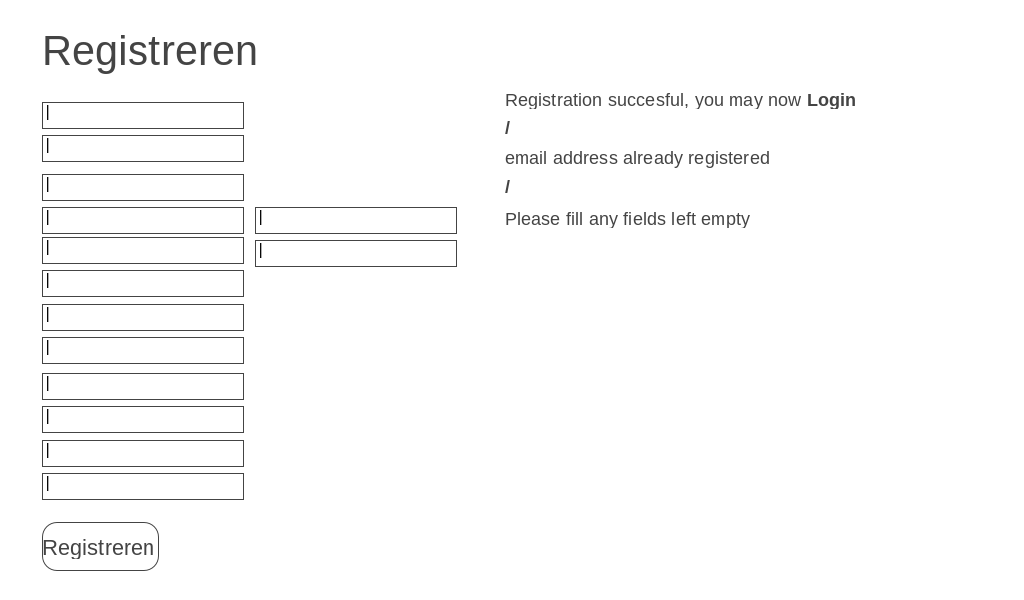 Registreren
Registration succesful, you may now Login
/
email address already registered
/
Please fill any fields left empty
Registreren